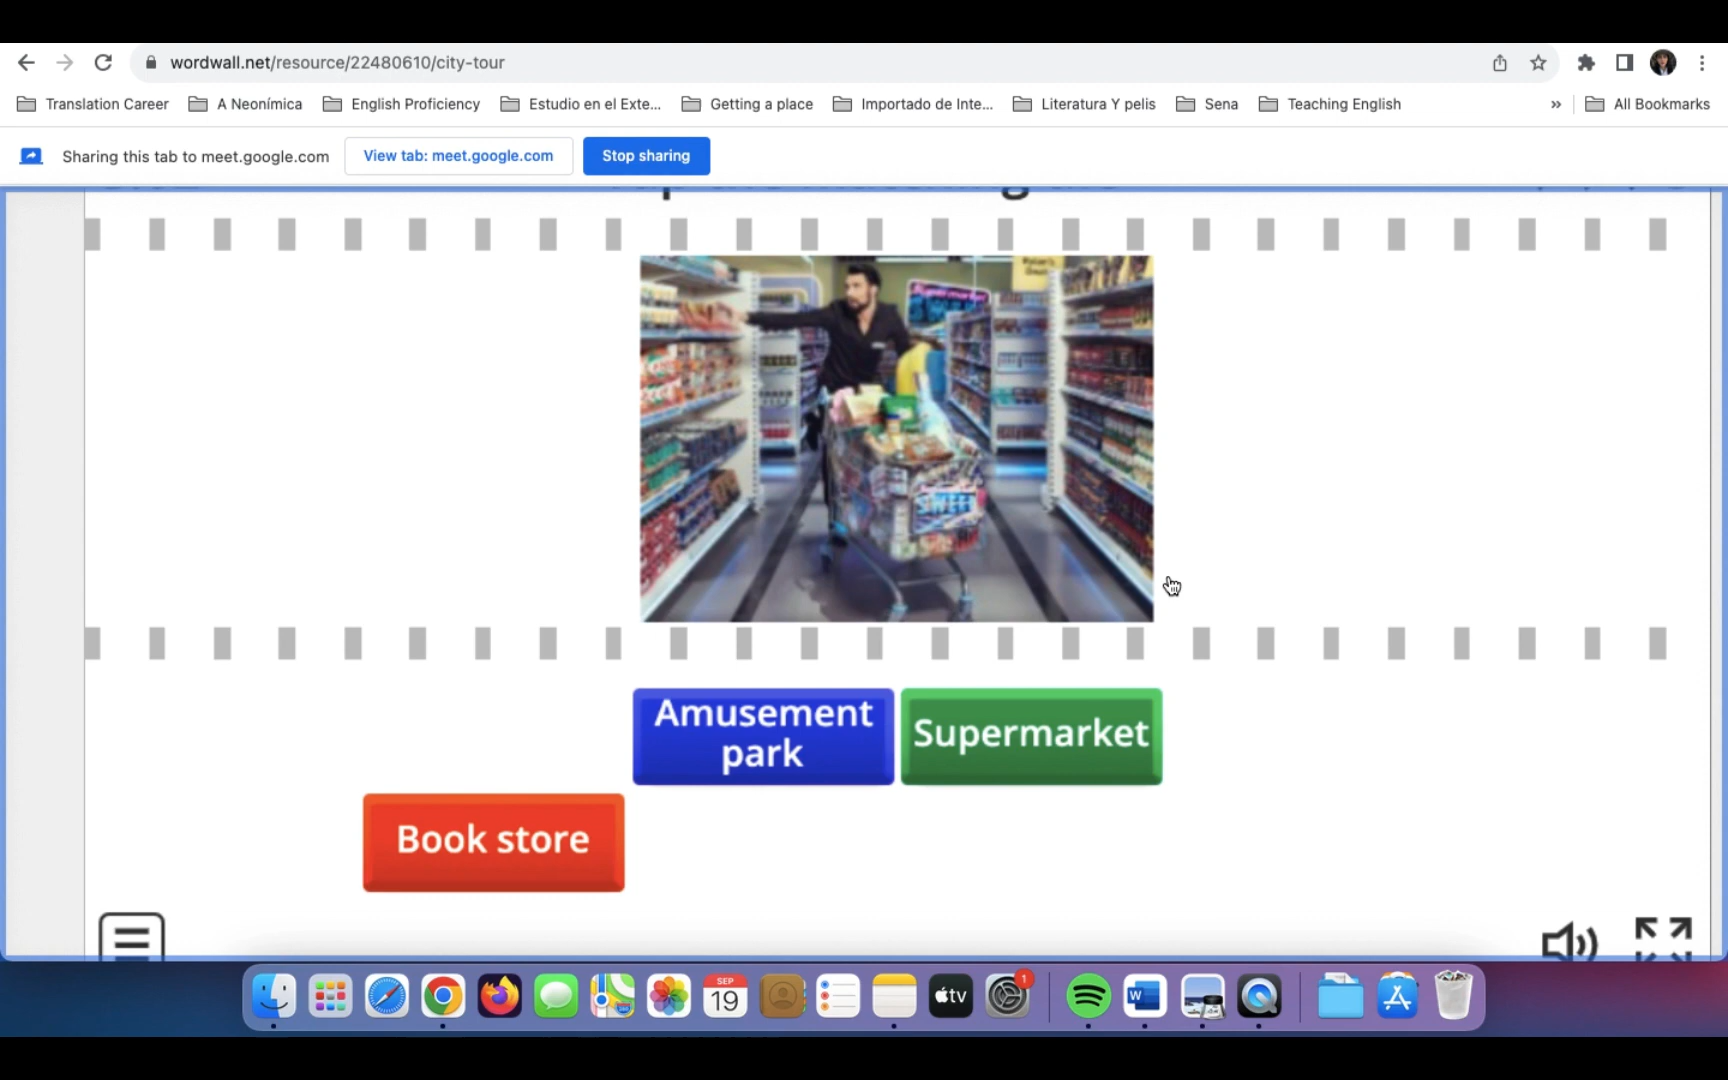 wordwall.net/resource/22480610/city-tour
Translation Career A Neonímica English Proficiency Estudio en el Exte... Getting a place Importado de Inte... Literatura Y pelis Sena Teaching English » All Bookmarks
Sharing this tab to meet.google.com View tab: meet.google.com Stop sharing
Amusement
park
Supermarket
Book store
SEP
19
tv
1
W